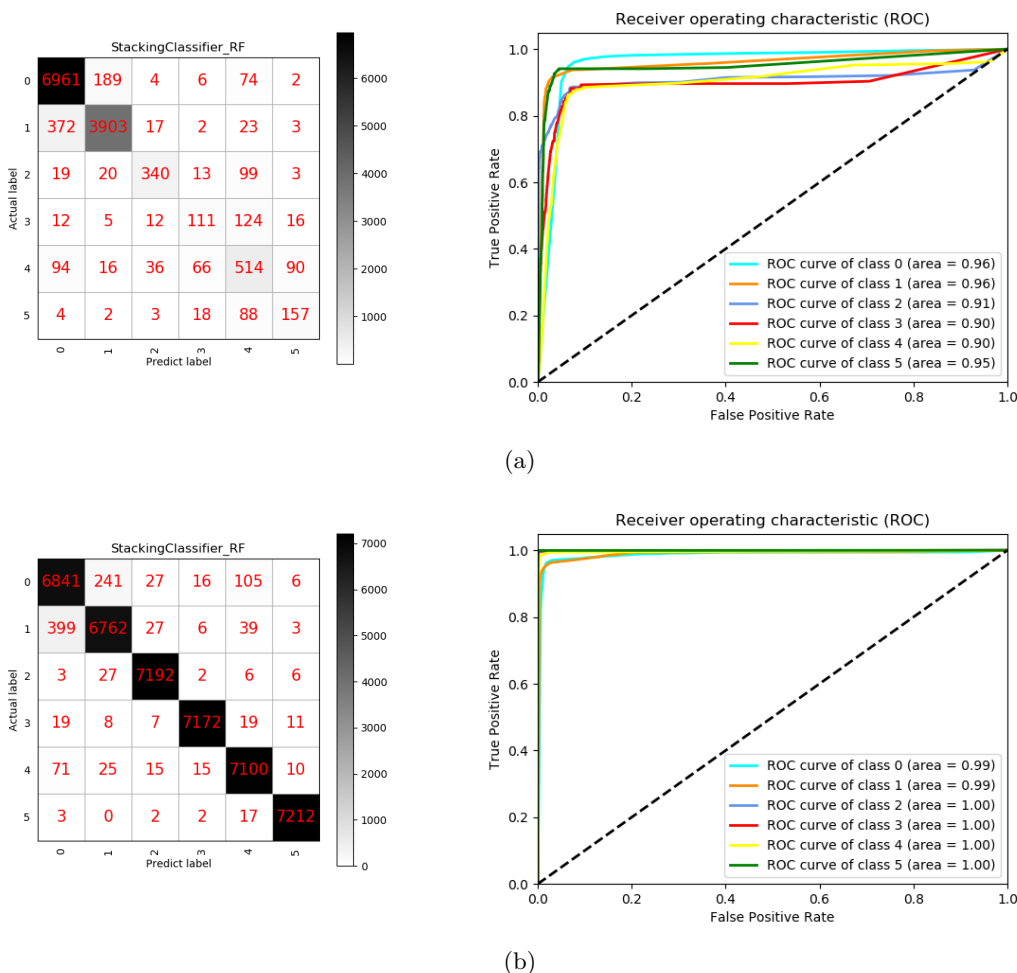 StackingClassifier_RF
Actual label
0 6961 189 4 6 74 2
1 372 3903 17 2 23 3
2 19 20 340 13 99 3
3 12 5 12 111 124 16
4 94 16 36 66 514 90
5 4 2 3 18 88 157
0 1 2 3 4 5
Predict label
6000
5000
4000
3000
2000
1000
Receiver operating characteristic (ROC)
True Positive Rate
1.0
0.8
0.6
0.4
0.2
0.0
ROC curve of class 0 (area = 0.96)
ROC curve of class 1 (area = 0.96)
ROC curve of class 2 (area = 0.91)
ROC curve of class 3 (area = 0.90)
ROC curve of class 4 (area = 0.90)
ROC curve of class 5 (area = 0.95)
0.0 0.2 0.4 0.6 0.8 1.0
False Positive Rate
(a)
StackingClassifier_RF
Actual label
0 6841 241 27 16 105 6
1 399 6762 27 6 39 3
2 3 27 7192 2 6 6
3 19 8 7 7172 19 11
4 71 25 15 15 7100 10
5 3 0 2 2 17 7212
0 1 2 3 4 5
Predict label
7000
6000
5000
4000
3000
2000
1000
0
Receiver operating characteristic (ROC)
True Positive Rate
1.0
0.8
0.6
0.4
0.2
0.0
ROC curve of class 0 (area = 0.99)
ROC curve of class 1 (area = 0.99)
ROC curve of class 2 (area = 1.00)
ROC curve of class 3 (area = 1.00)
ROC curve of class 4 (area = 1.00)
ROC curve of class 5 (area = 1.00)
0.0 0.2 0.4 0.6 0.8 1.0
False Positive Rate
(b)